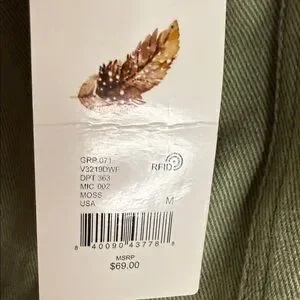 GRP 071
V3219DWF
DPT 363
RFID
MIC 002
MOSS
USA
M
8 40090 43778 8
MSRP
$69.00